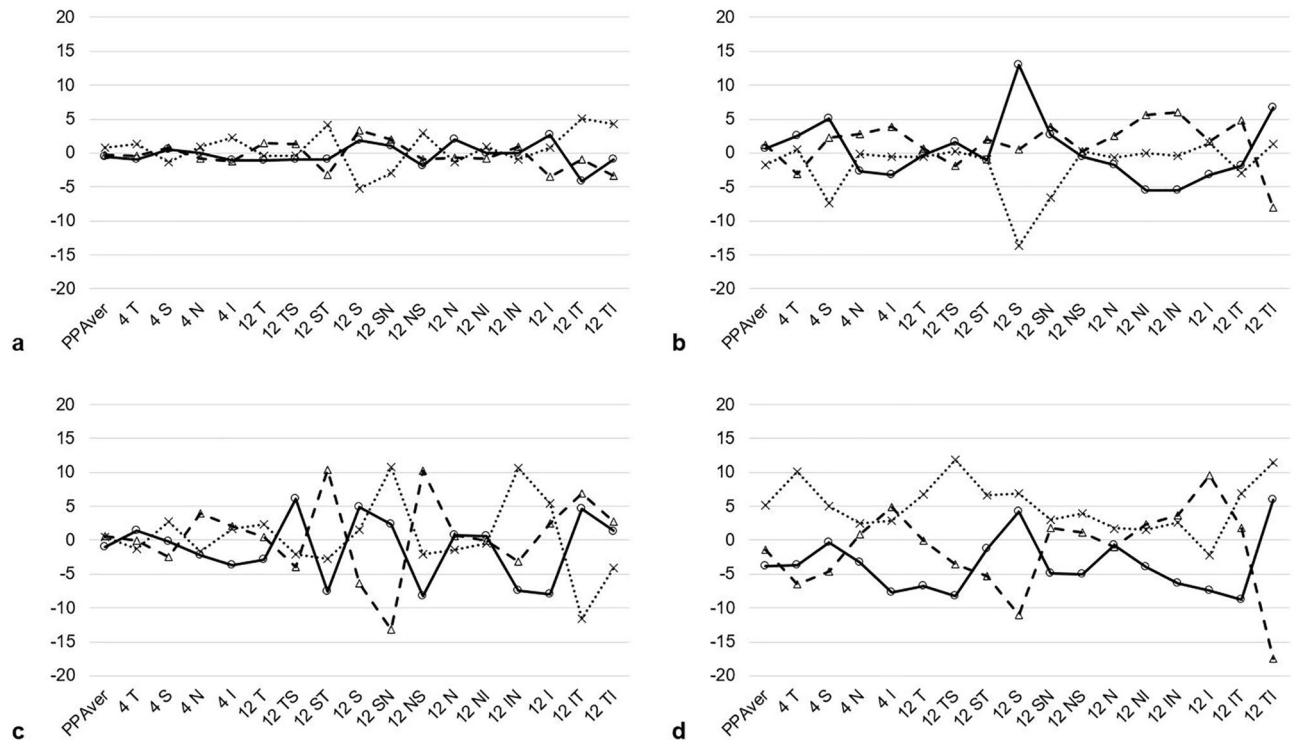 20
15
10
5
0
-5
-10
-15
-20
PPAver
4 T
4 S
4 N
4 I
12 T
12 TS
12 ST
12 S
12 SN
12 NS
12 N
12 NI
12 IN
12 I
12 IT
12 TI
a
20
15
10
5
0
-5
-10
-15
-20
PPAver
4 T
4 S
4 N
4 I
12 T
12 TS
12 ST
12 S
12 SN
12 NS
12 N
12 NI
12 IN
12 I
12 IT
12 TI
b
20
15
10
5
0
-5
-10
-15
-20
PPAver
4 T
4 S
4 N
4 I
12 T
12 TS
12 ST
12 S
12 SN
12 NS
12 N
12 NI
12 IN
12 I
12 IT
12 TI
c
20
15
10
5
0
-5
-10
-15
-20
PPAver
4 T
4 S
4 N
4 I
12 T
12 TS
12 ST
12 S
12 SN
12 NS
12 N
12 NI
12 IN
12 I
12 IT
12 TI
d